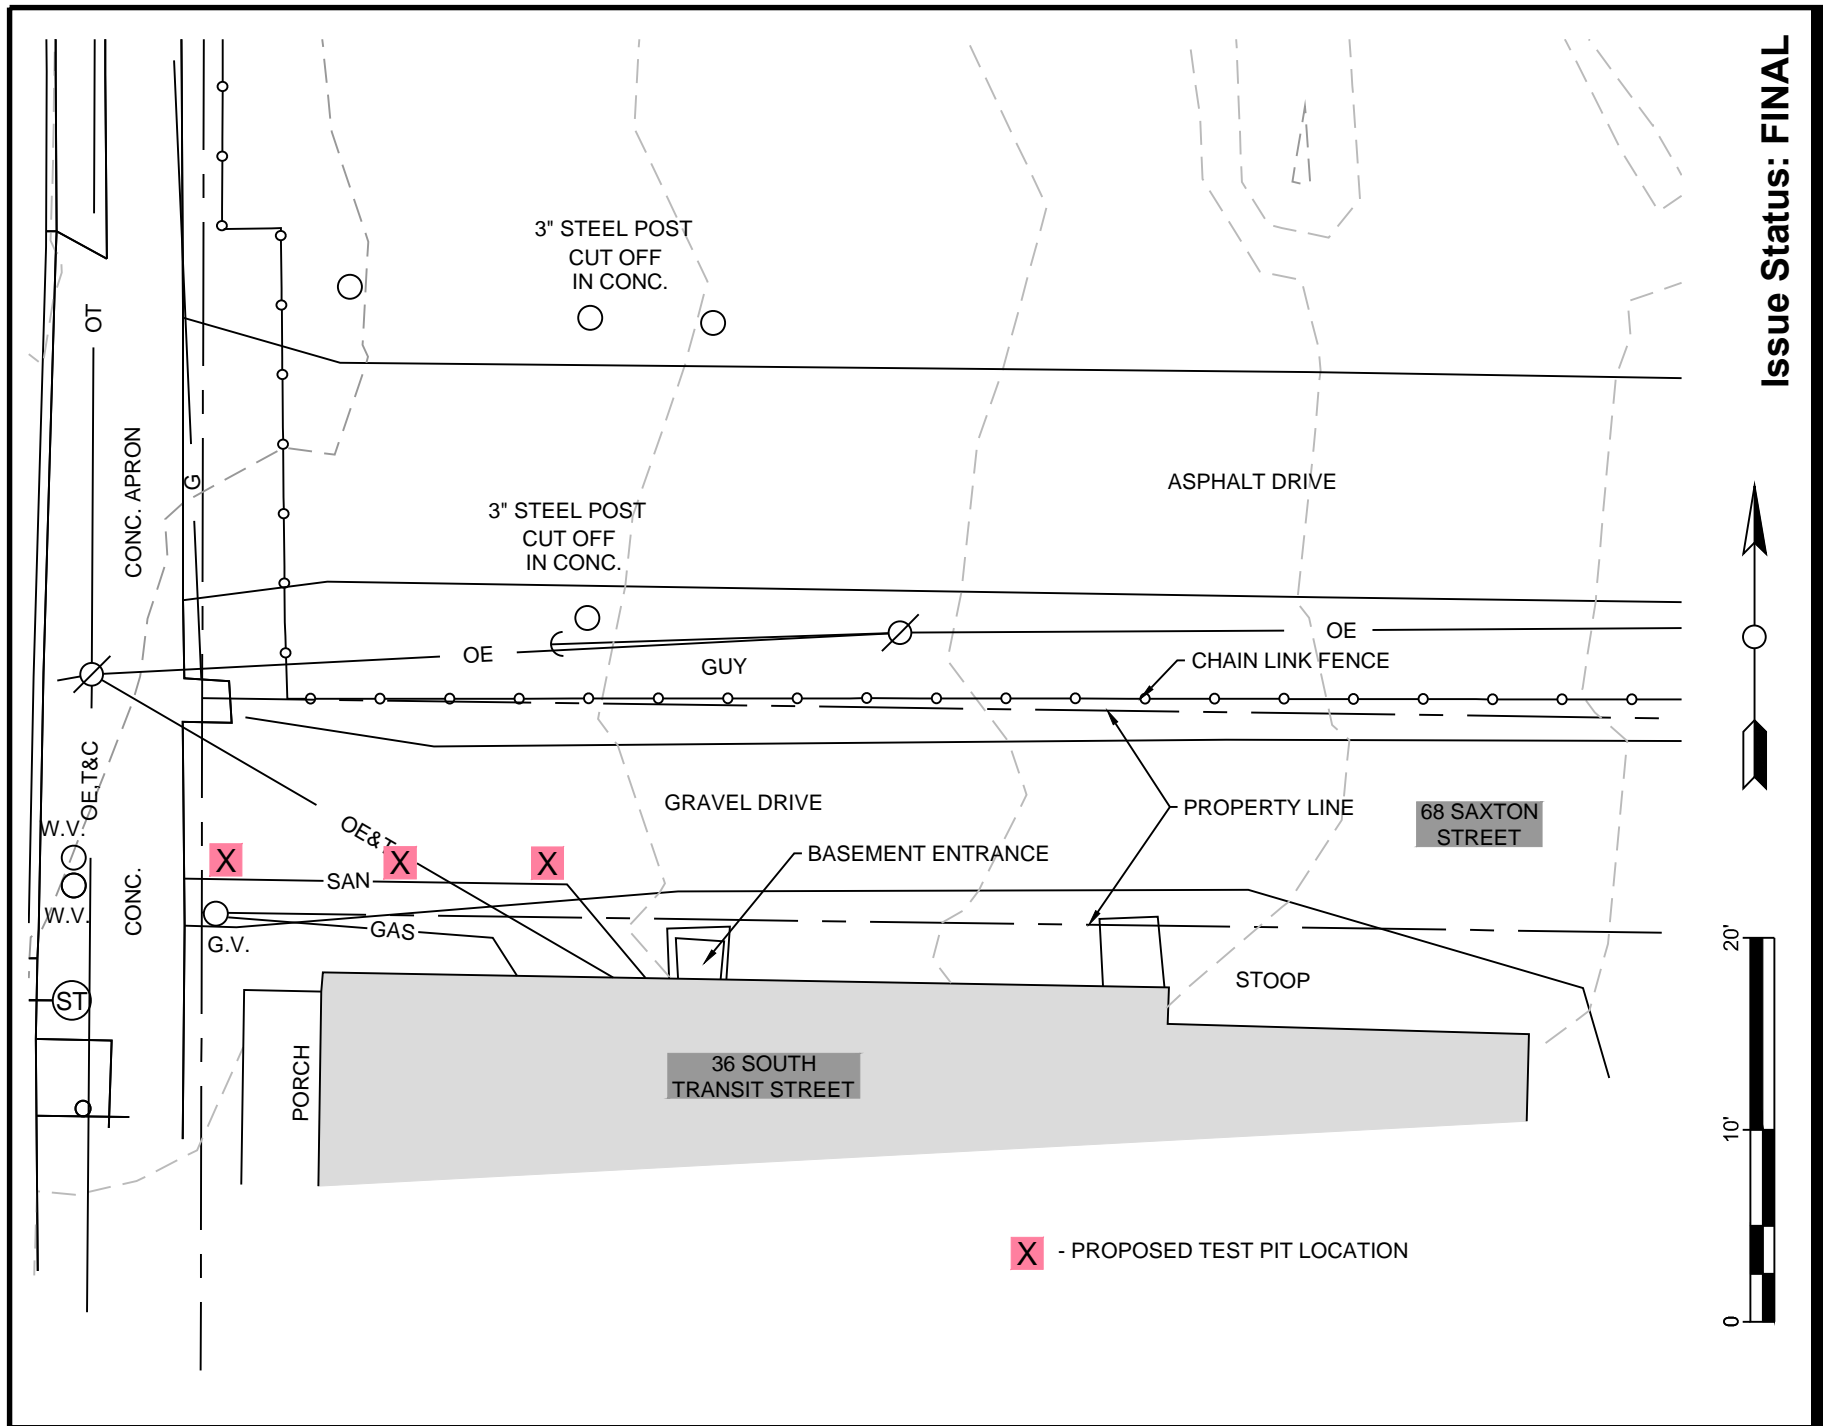 Issue Status: FINAL
3" STEEL POST
CUT OFF
IN CONC.
OT
CONC. APRON
G
ASPHALT DRIVE
3" STEEL POST
CUT OFF
IN CONC.
OE
OE
GUY
CHAIN LINK FENCE
OE,T&C
GRAVEL DRIVE
PROPERTY LINE
68 SAXTON
STREET
W.V.
OE&T
X
X
X
BASEMENT ENTRANCE
SAN
W.V.
CONC.
GAS
G.V.
STOOP
ST
PORCH
36 SOUTH
TRANSIT STREET
20'
10'
0
X - PROPOSED TEST PIT LOCATION